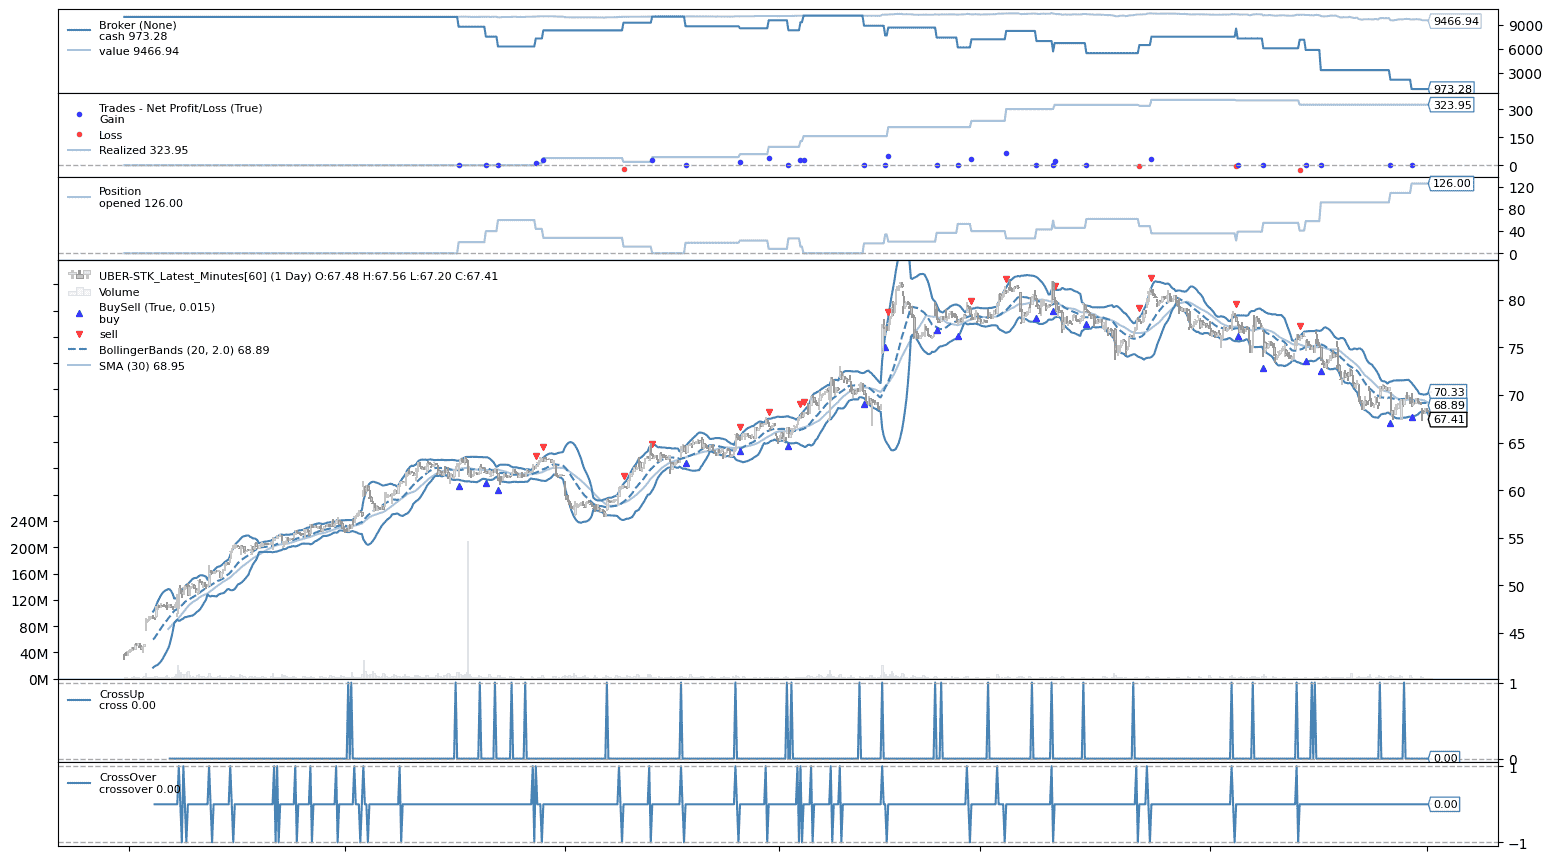 Broker (None)
cash 973.28
value 9466.94
9466.94
9000
6000
3000
973.28
Trades - Net Profit/Loss (True)
Gain
Loss
Realized 323.95
323.95
300
150
0
Position
opened 126.00
126.00
120
80
40
0
UBER-STK_Latest_Minutes[60] (1 Day) O:67.48 H:67.56 L:67.20 C:67.41
Volume
BuySell (True, 0.015)
buy
sell
BollingerBands (20, 2.0) 68.89
SMA (30) 68.95
80
75
70
65
60
55
50
45
70.33
68.89
67.41
240M
200M
160M
120M
80M
40M
0M
CrossUp
cross 0.00
1
0
0.00
CrossOver
crossover 0.00
1
0.00
−1